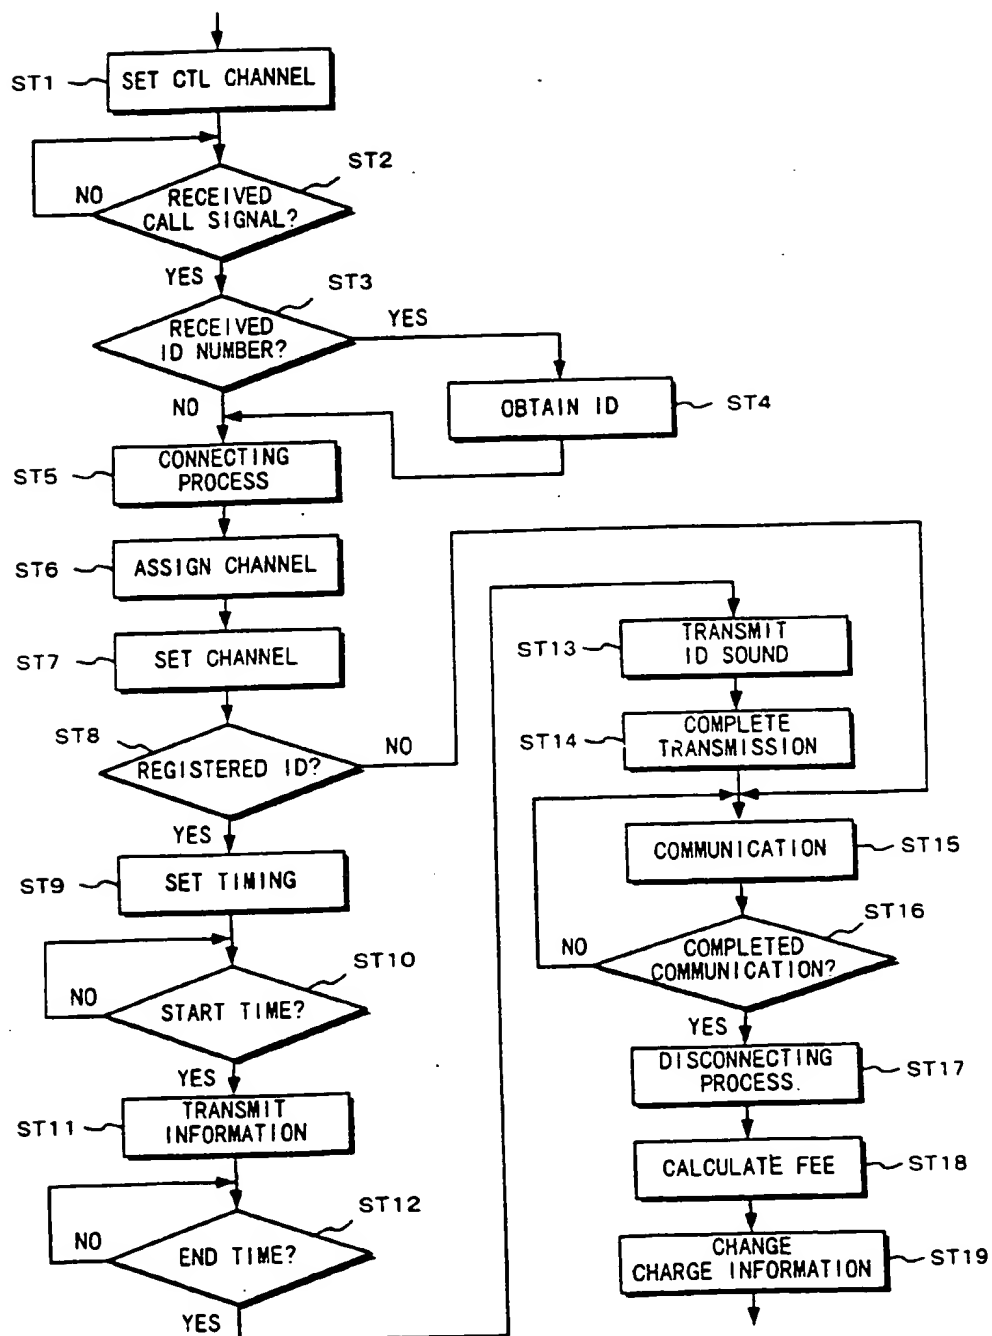 ST1
SET CTL CHANNEL
ST2
NO
RECEIVED
CALL SIGNAL?
YES
ST3
RECEIVED
ID NUMBER?
YES
NO
OBTAIN ID
ST4
ST5
CONNECTING
PROCESS
ST6
ASSIGN CHANNEL
ST7
SET CHANNEL
ST8
REGISTERED ID?
NO
YES
ST9
SET TIMING
ST10
NO
START TIME?
YES
ST11
TRANSMIT
INFORMATION
ST12
NO
END TIME?
YES
ST13
TRANSMIT
ID SOUND
ST14
COMPLETE
TRANSMISSION
COMMUNICATION
ST15
ST16
NO
COMPLETED
COMMUNICATION?
YES
DISCONNECTING
PROCESS.
ST17
CALCULATE FEE
ST18
CHANGE
CHARGE INFORMATION
ST19